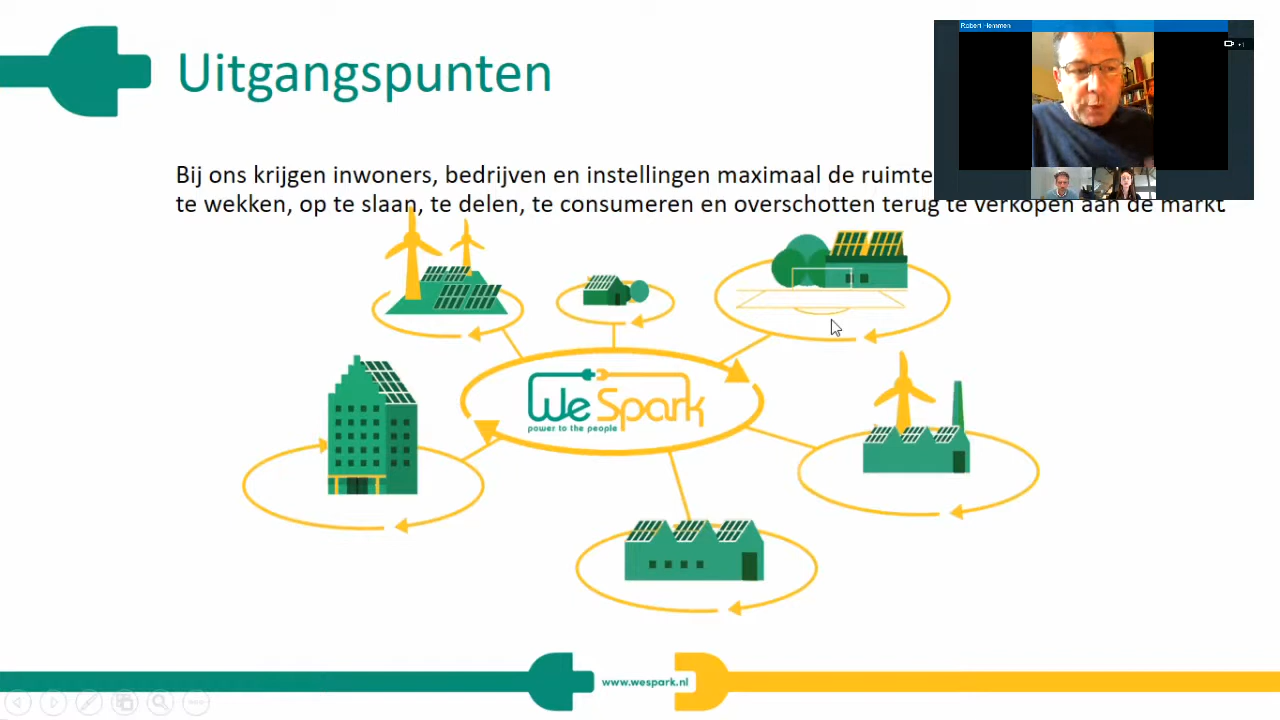 Uitgangspunten
Robert Hemmen
+1
Bij ons krijgen inwoners, bedrijven en instellingen maximaal de ruimte
te wekken, op te slaan, te delen, te consumeren en overschotten terug te verkopen aan de markt.
We Spark
power to the people
www.wespark.nl